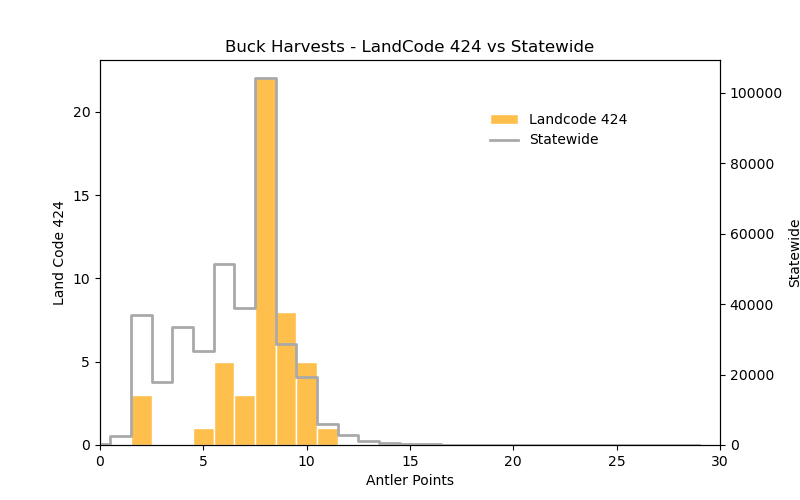 Buck Harvests - LandCode 424 vs Statewide
Land Code 424
20
15
10
5
0
Landcode 424
Statewide
100000
80000
60000
40000
20000
0
Statewide
0 5 10 15 20 25 30
Antler Points